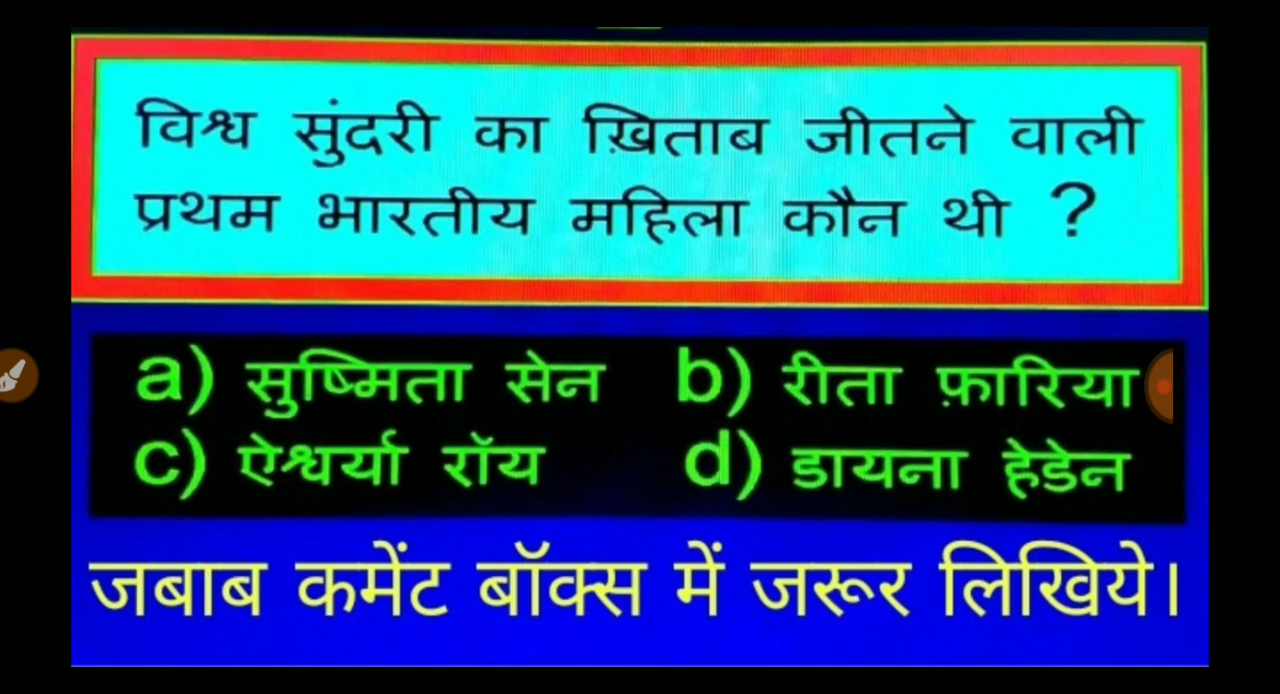 विश्व सुंदरी का ख़िताब जीतने वाली
प्रथम भारतीय महिला कौन थी ?
a) सुष्मिता सेन b) रीता फ़ारिया
c) ऐश्वर्या रॉय d) डायना हेडेन
जबाब कमेंट बॉक्स में जरूर लिखिये।